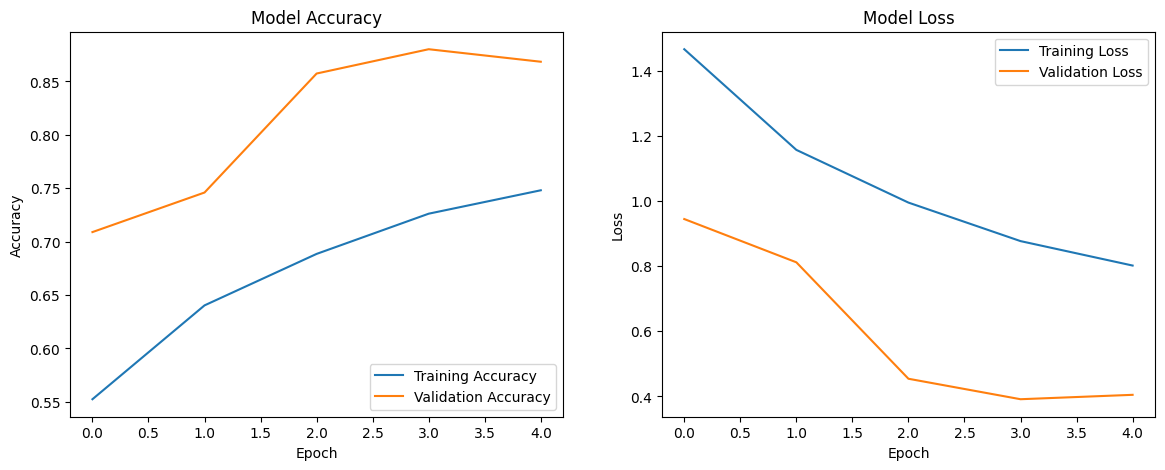 Model Accuracy
0.85
0.80
0.75
0.70
0.65
0.60
0.55
Accuracy
Training Accuracy
Validation Accuracy
0.0 0.5 1.0 1.5 2.0 2.5 3.0 3.5 4.0
Epoch
Model Loss
Training Loss
Validation Loss
1.4
1.2
1.0
0.8
0.6
0.4
Loss
0.0 0.5 1.0 1.5 2.0 2.5 3.0 3.5 4.0
Epoch